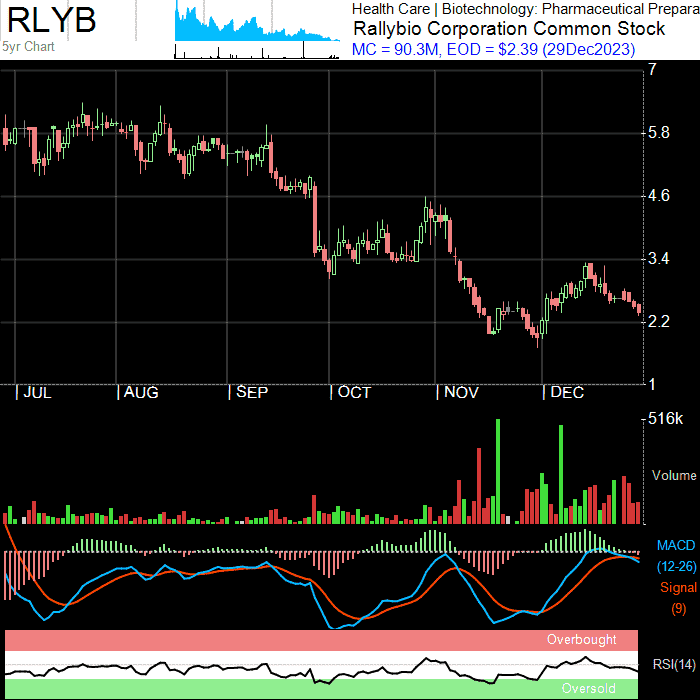 RLYB
5yr Chart
Health Care | Biotechnology: Pharmaceutical Prepara
Rallybio Corporation Common Stock
MC = 90.3M, EOD = $2.39 (29Dec2023)
7
5.8
4.6
3.4
2.2
1
JUL
AUG
SEP
OCT
NOV
DEC
516k
Volume
MACD
(12-26)
Signal
(9)
Overbought
RSI(14)
Oversold